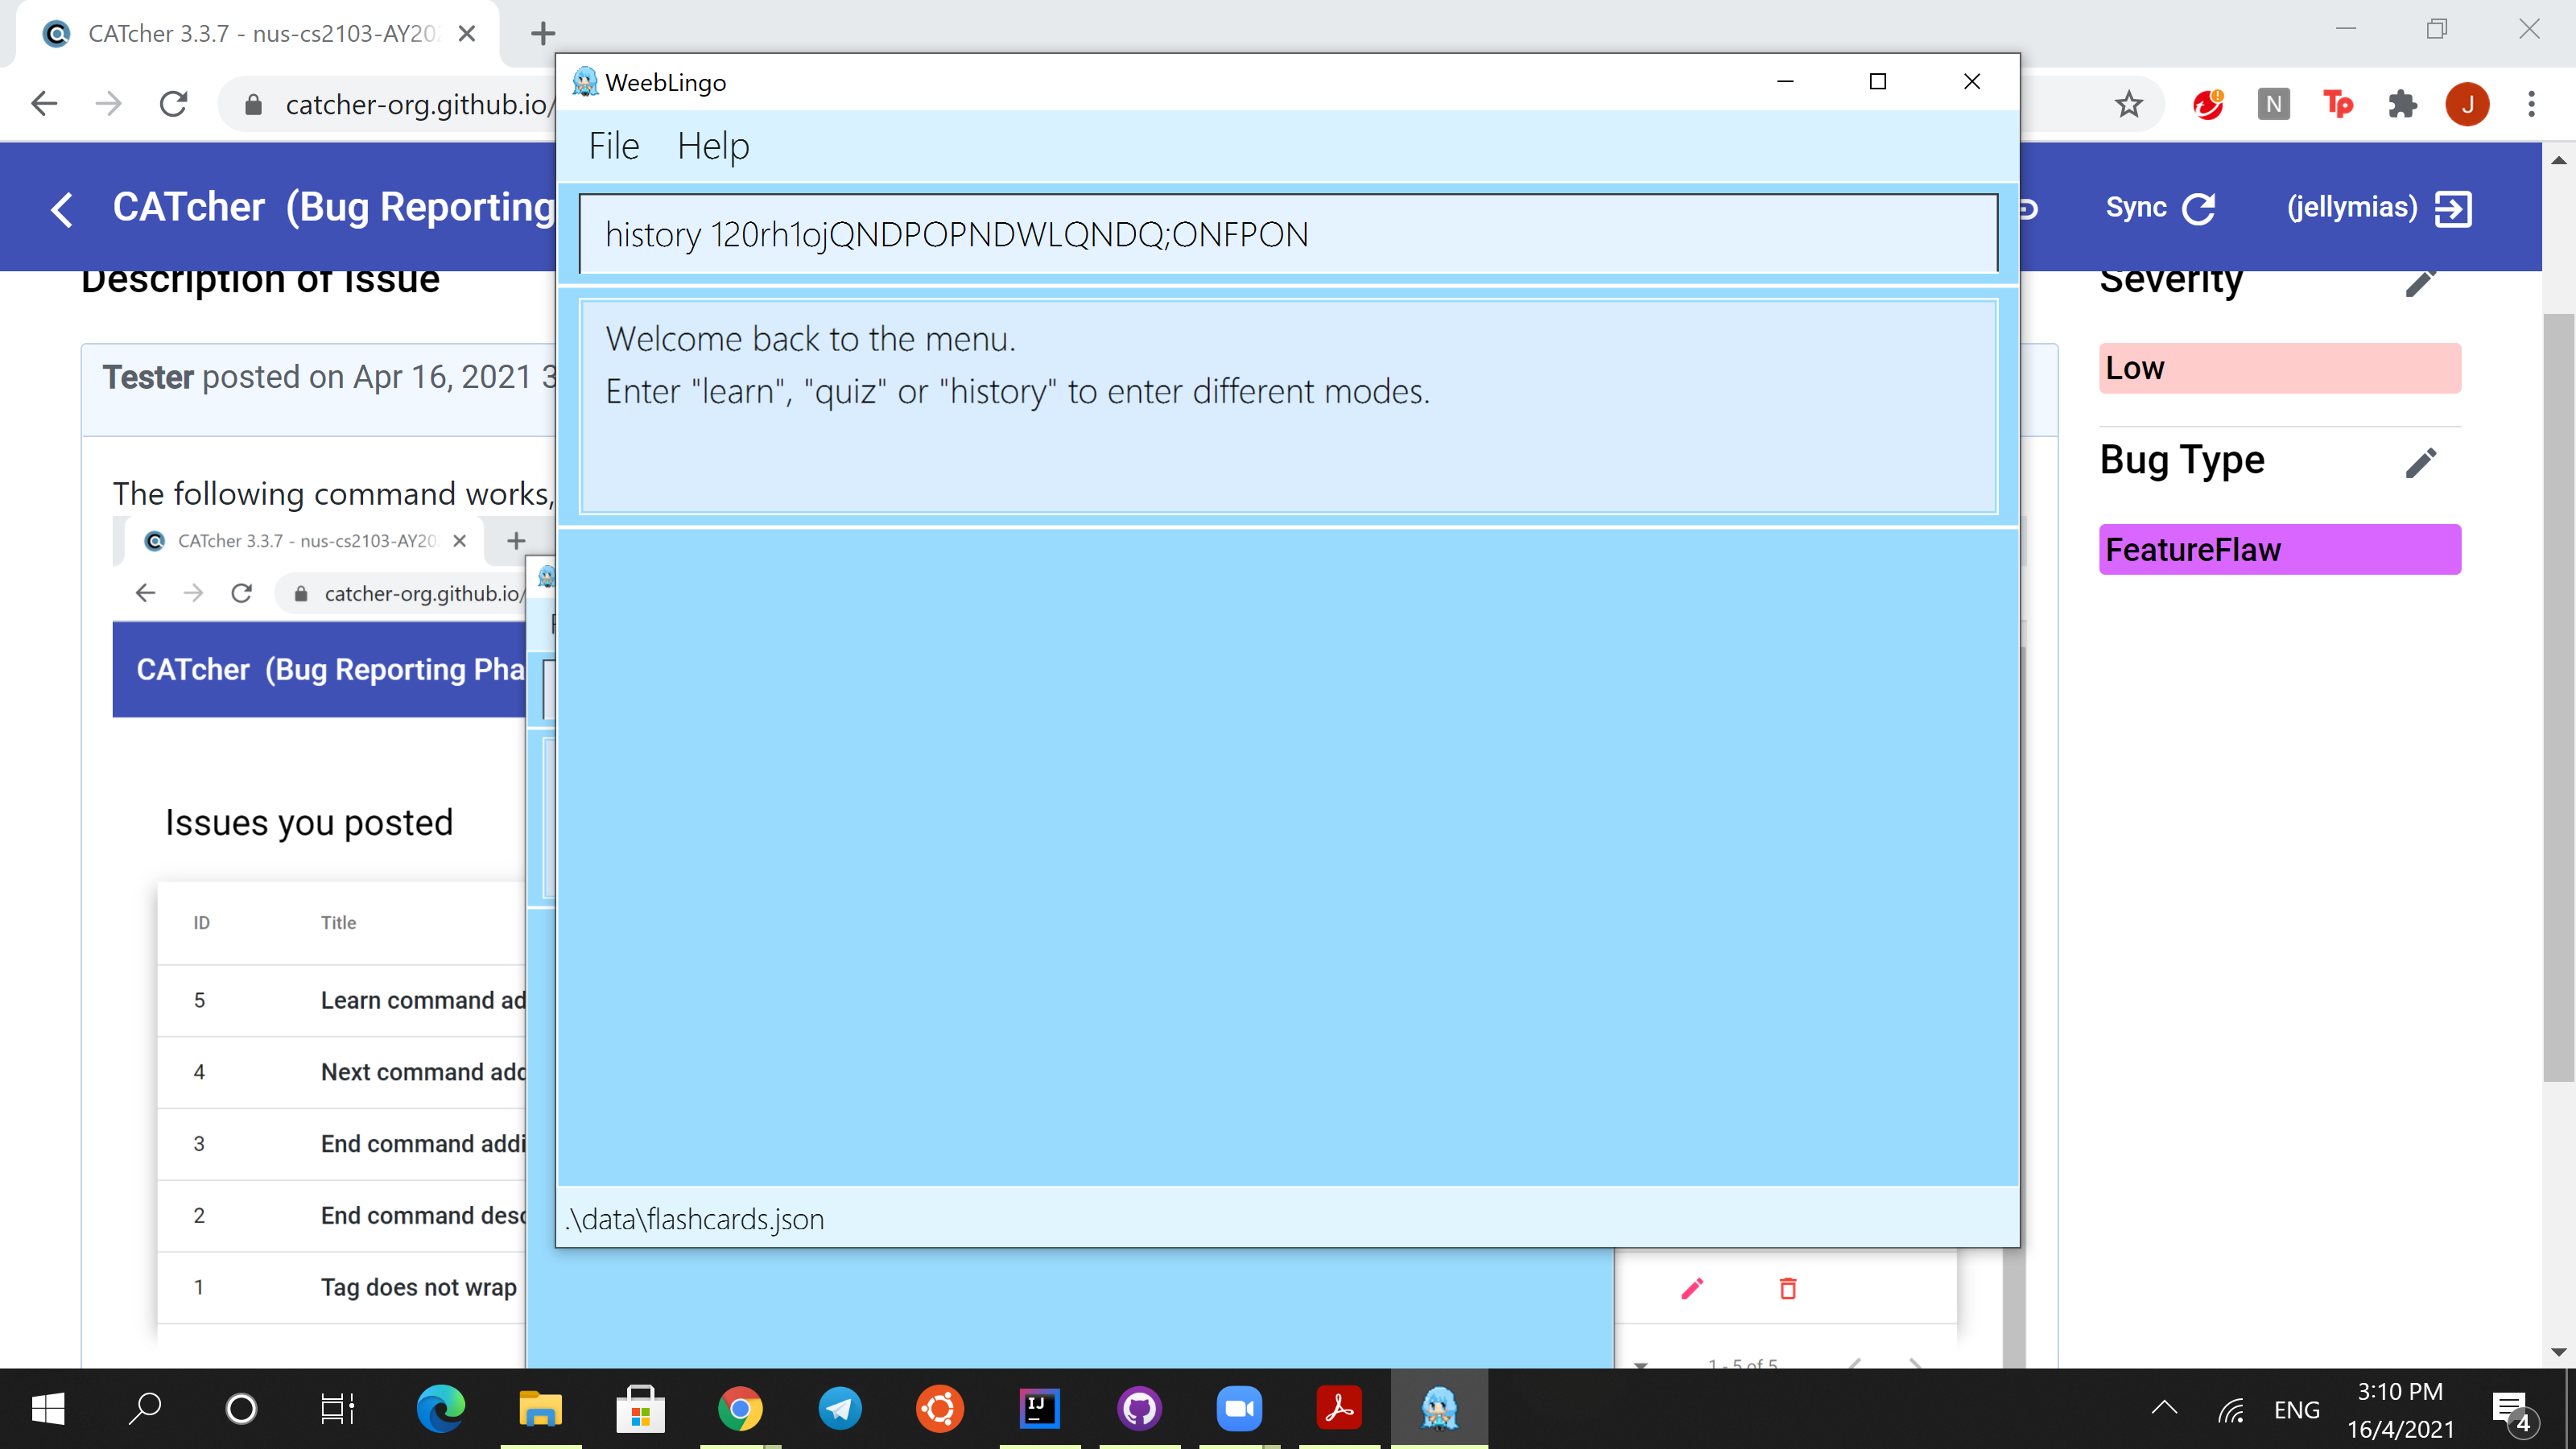 CATcher 3.3.7 - nus-cs2103-AY20
catcher-org.github.io/
N
Tp
J
WeebLingo
File Help
history 120rh1ojQNDPOPNDWLQNDQ;ONFPON
Welcome back to the menu.
Enter "learn", "quiz" or "history" to enter different modes.
.\data\flashcards.json
CATcher (Bug Reporting
Sync
(jellymias)
Description of Issue
Tester posted on Apr 16, 2021 3
The following command works,
CATcher 3.3.7 - nus-cs2103-AY20
catcher-org.github.io/
CATcher (Bug Reporting Pha
Issues you posted
ID Title
5 Learn command ad
4 Next command add
3 End command addi
2 End command desc
1 Tag does not wrap
1 - 5 of 5
Severity
Low
Bug Type
FeatureFlaw
IJ
ENG
3:10 PM
16/4/2021
4